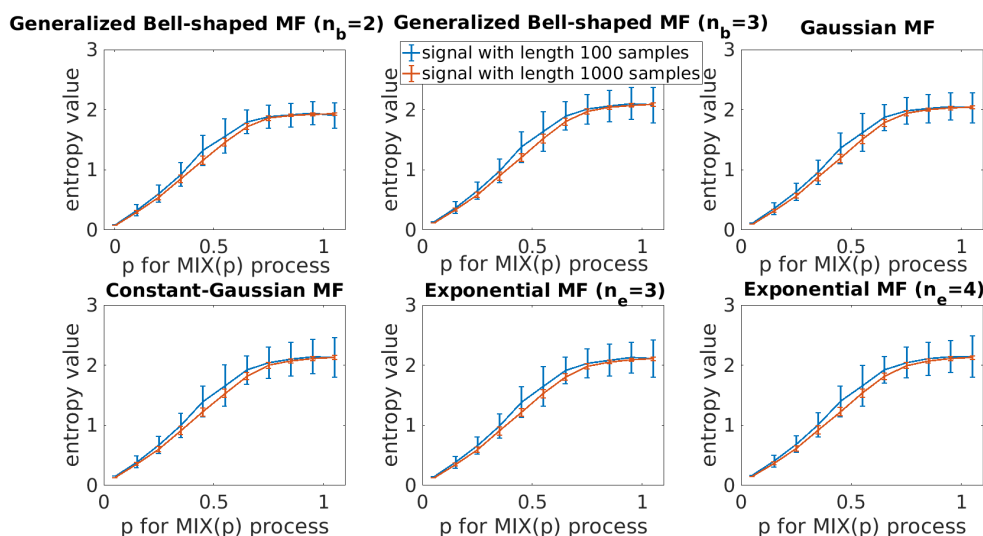 Generalized Bell-shaped MF (n_b=2)
Generalized Bell-shaped MF (n_b=3)
Gaussian MF
signal with length 100 samples
signal with length 1000 samples
entropy value
3
2
1
0
0
0.5
1
p for MIX(p) process
entropy value
3
2
1
0
0
0.5
1
p for MIX(p) process
entropy value
3
2
1
0
0
0.5
1
p for MIX(p) process
Constant-Gaussian MF
Exponential MF (n_e=3)
Exponential MF (n_e=4)
entropy value
3
2
1
0
0
0.5
1
p for MIX(p) process
entropy value
3
2
1
0
0
0.5
1
p for MIX(p) process
entropy value
3
2
1
0
0
0.5
1
p for MIX(p) process